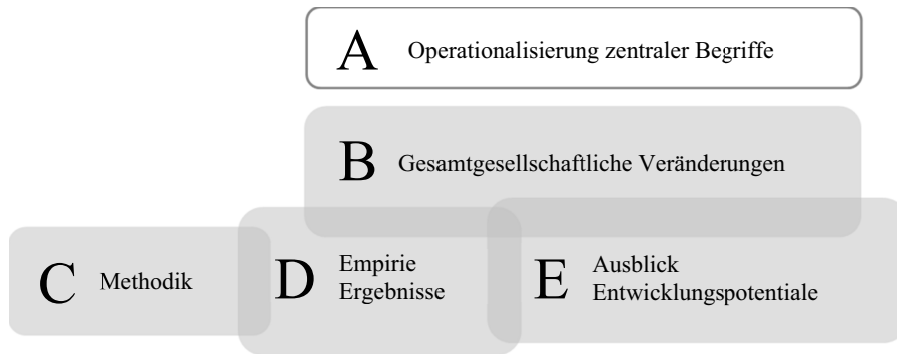 A Operationalisierung zentraler Begriffe
B Gesamtgesellschaftliche Veränderungen
C Methodik
D Empirie
Ergebnisse
E Ausblick
Entwicklungspotentiale